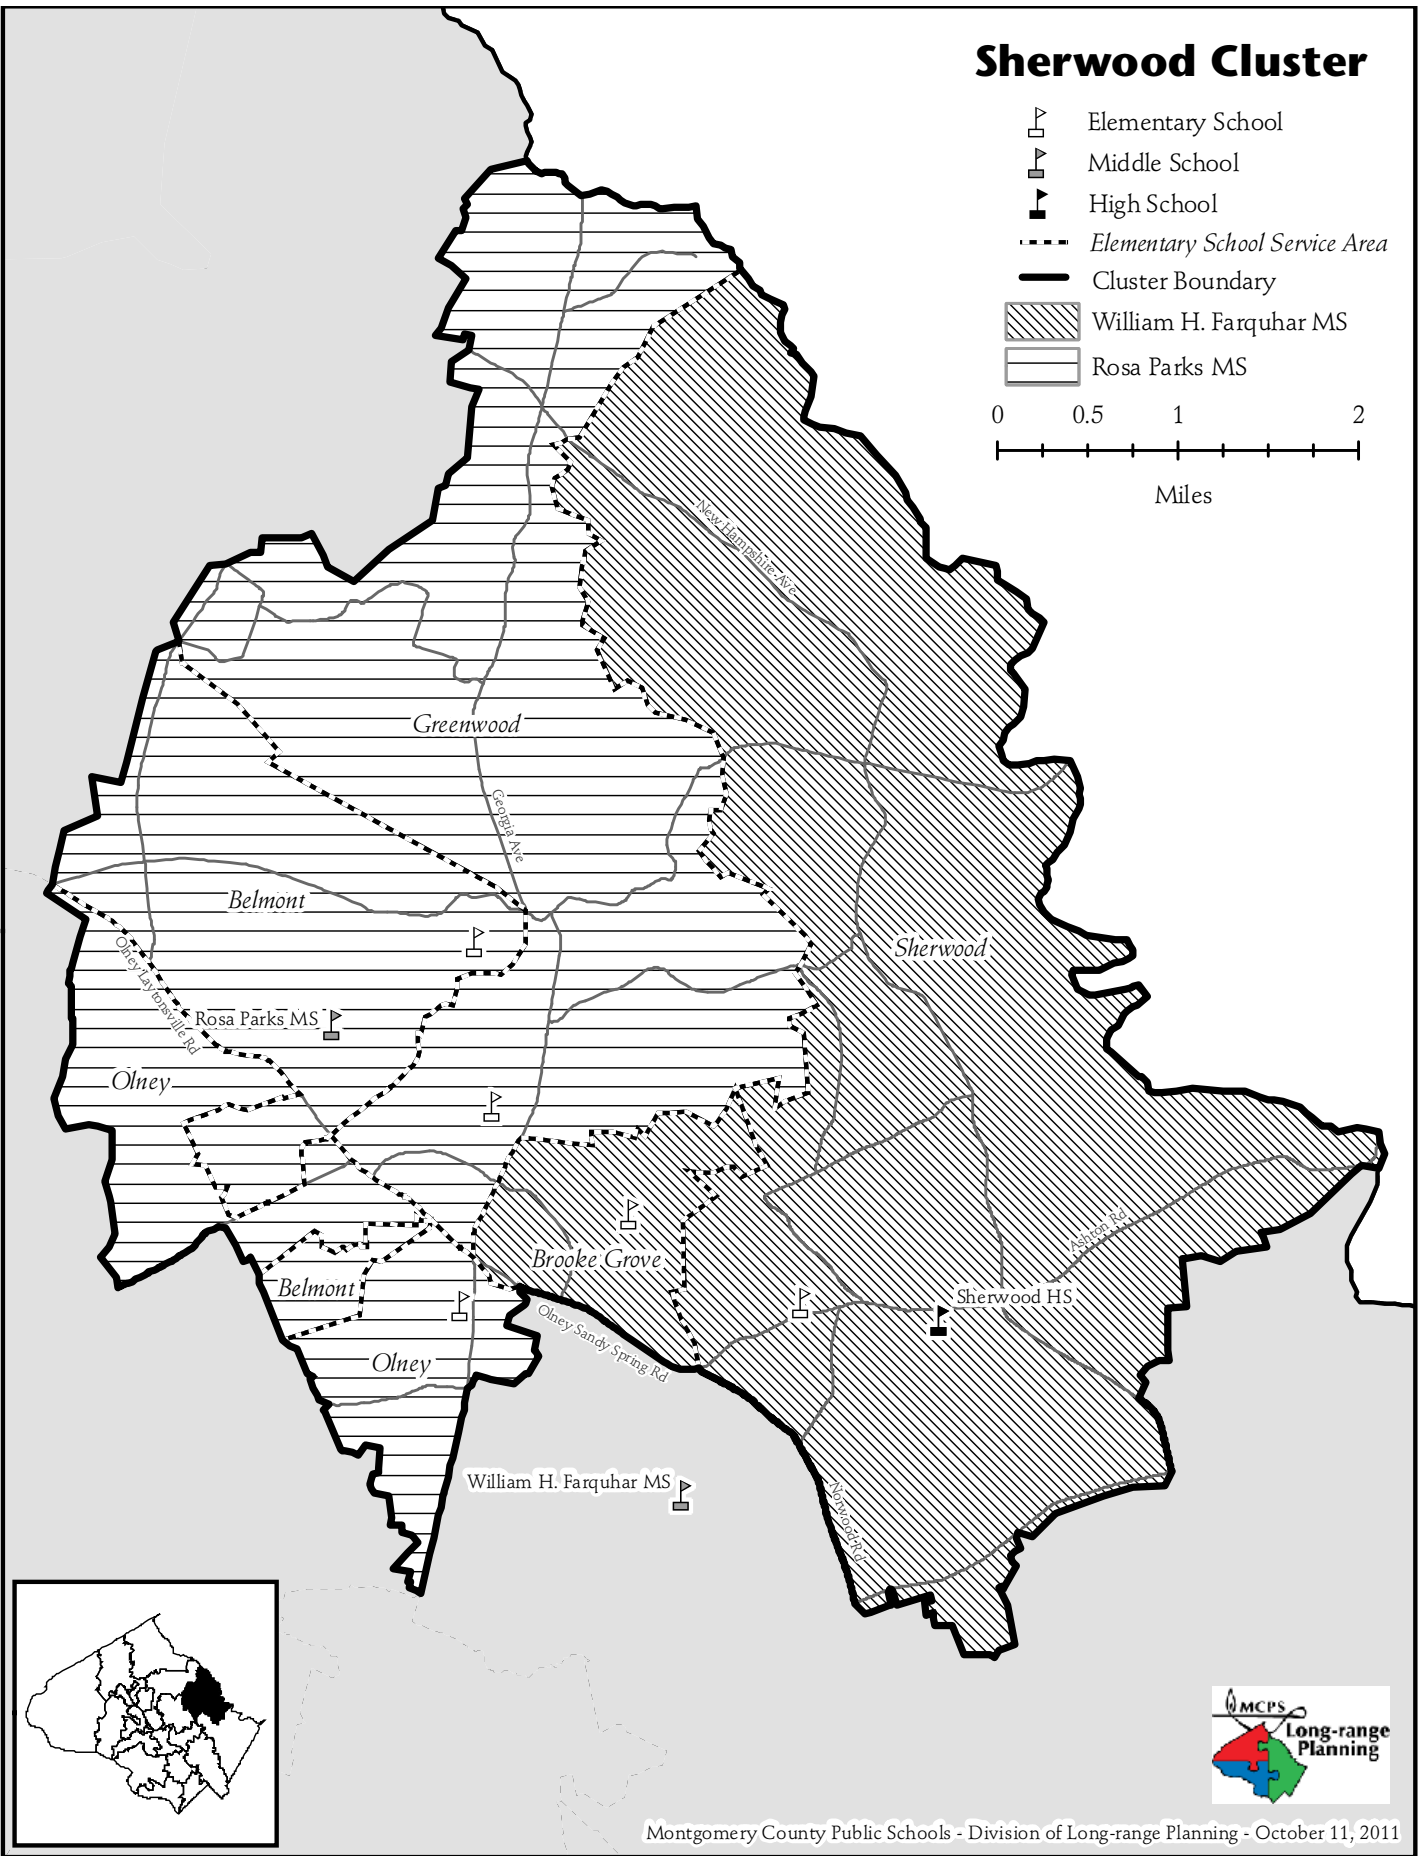 Sherwood Cluster
Elementary School
Middle School
High School
Elementary School Service Area
Cluster Boundary
William H. Farquhar MS
Rosa Parks MS
0 0.5 1 2
Miles
New Hampshire Ave
Greenwood
Georgia Ave
Belmont
Sherwood
Olney Laytonsville Rd
Rosa Parks MS
Olney
Ashton Rd
Brooke Grove
Belmont
Sherwood HS
Olney Sandy Spring Rd
Olney
William H. Farquhar MS
Norwood Rd
MCPS
Long-range
Planning
Montgomery County Public Schools - Division of Long-range Planning - October 11, 2011